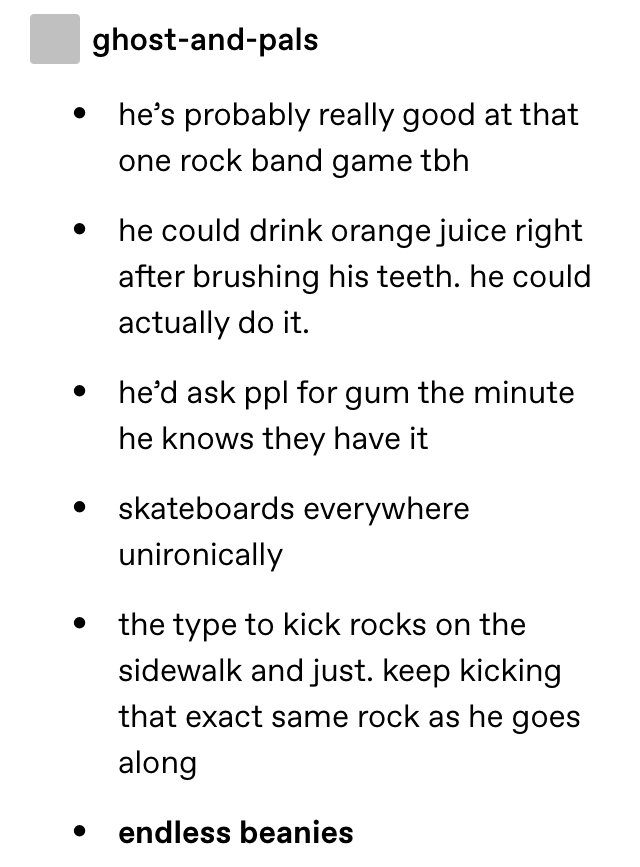 ghost-and-pals
• he’s probably really good at that
one rock band game tbh
• he could drink orange juice right
after brushing his teeth. he could
actually do it.
• he’d ask ppl for gum the minute
he knows they have it
• skateboards everywhere
unironically
• the type to kick rocks on the
sidewalk and just. keep kicking
that exact same rock as he goes
along
• endless beanies